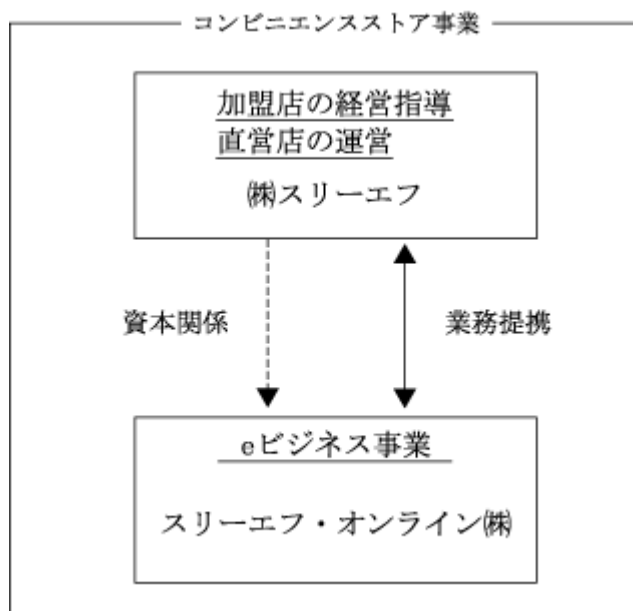 コンビニエンスストア事業
加盟店の経営指導
直営店の運営
㈱スリーエフ
資本関係
業務提携
eビジネス事業
スリーエフ・オンライン㈱